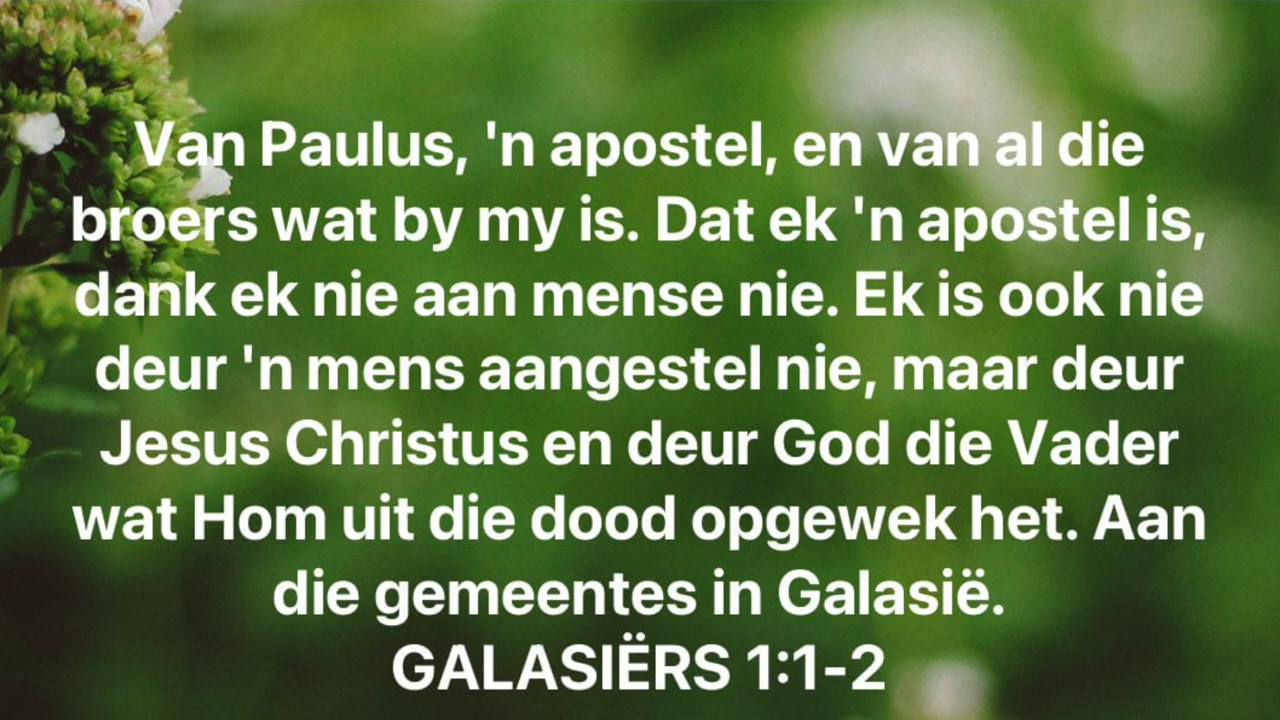 Van Paulus, 'n apostel, en van al die
broers wat by my is. Dat ek 'n apostel is,
dank ek nie aan mense nie. Ek is ook nie
deur 'n mens aangestel nie, maar deur
Jesus Christus en deur God die Vader
wat Hom uit die dood opgewek het. Aan
die gemeentes in Galasië.
GALASIËRS 1:1-2